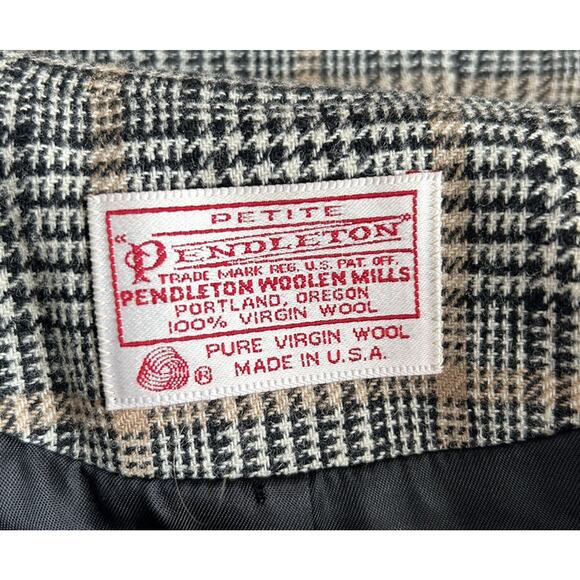 PETITE
"PENDLETON"
TRADE MARK REG. U.S. PAT. OFF.
PENDLETON WOOLEN MILLS
PORTLAND, OREGON
100% VIRGIN WOOL
PURE VIRGIN WOOL
® MADE IN U.S.A.